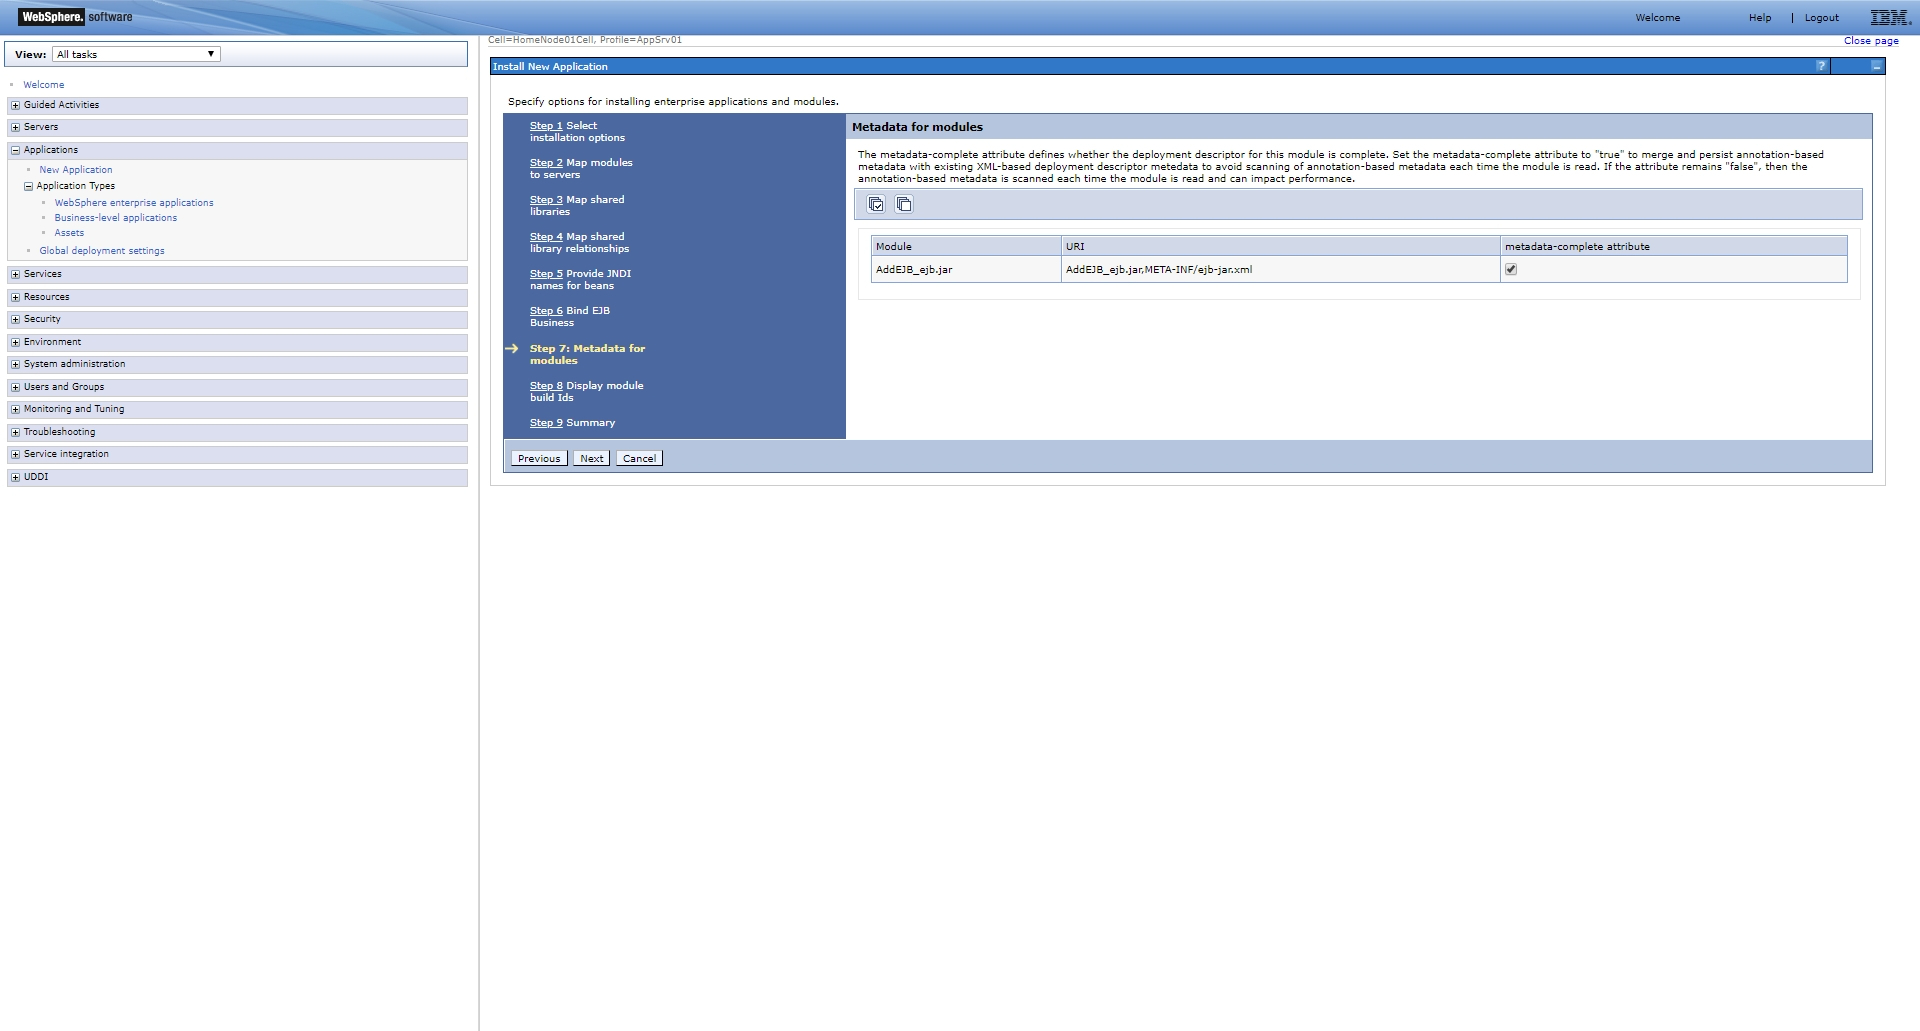 WebSphere. software
Welcome Help | Logout IBM.
View: All tasks
Welcome
Guided Activities
Servers
Applications
New Application
Application Types
WebSphere enterprise applications
Business-level applications
Assets
Global deployment settings
Services
Resources
Security
Environment
System administration
Users and Groups
Monitoring and Tuning
Troubleshooting
Service integration
UDDI
Cell=HomeNode01Cell, Profile=AppSrv01
Close page
Install New Application ?
Specify options for installing enterprise applications and modules.
Step 1 Select
installation options
Step 2 Map modules
to servers
Step 3 Map shared
libraries
Step 4 Map shared
library relationships
Step 5 Provide JNDI
names for beans
Step 6 Bind EJB
Business
Step 7: Metadata for
modules
Step 8 Display module
build Ids
Step 9 Summary
Metadata for modules
The metadata-complete attribute defines whether the deployment descriptor for this module is complete. Set the metadata-complete attribute to "true" to merge and persist annotation-based
metadata with existing XML-based deployment descriptor metedata to avoid scanning of annotation-based metadata each time the module is read. If the attribute remains "false", then the
annotation-based metadata is scanned each time the module is read and can impact performance.
Module URI metadata-complete attribute
AddEJB_ejb.jar AddEJB_ejb.jar,META-INF/ejb-jar.xml
Previous Next Cancel